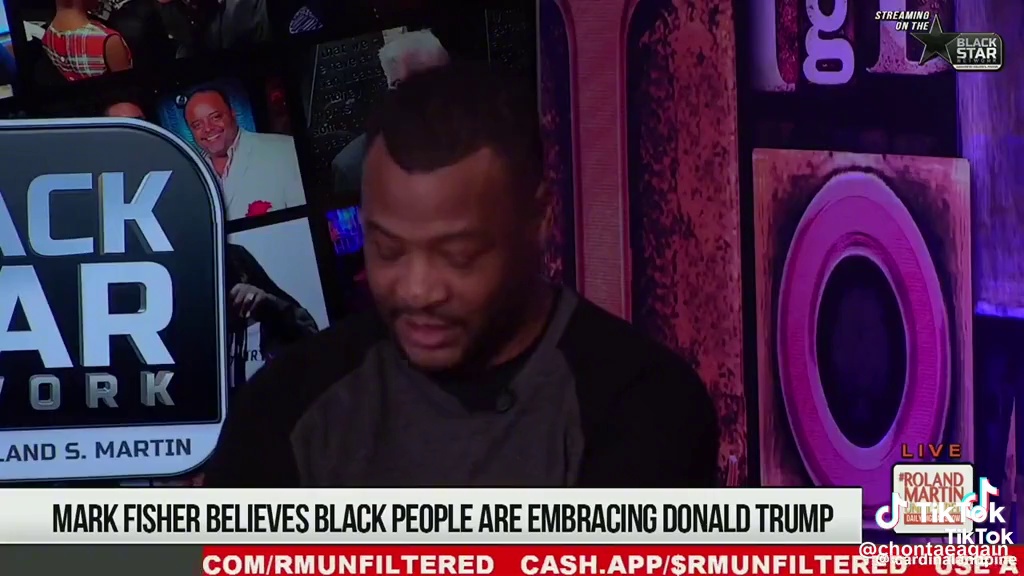 STREAMING
ON THE
BLACK
STAR
NETWORK
ACK
AR
WORK
LAND S. MARTIN
LIVE
#ROLAND
MARTIN
TikTok
TikTok
@chontaeagain
MARK FISHER BELIEVES BLACK PEOPLE ARE EMBRACING DONALD TRUMP
COM/RMUNFILTERED CASH.APP/$RMUNFILTERED